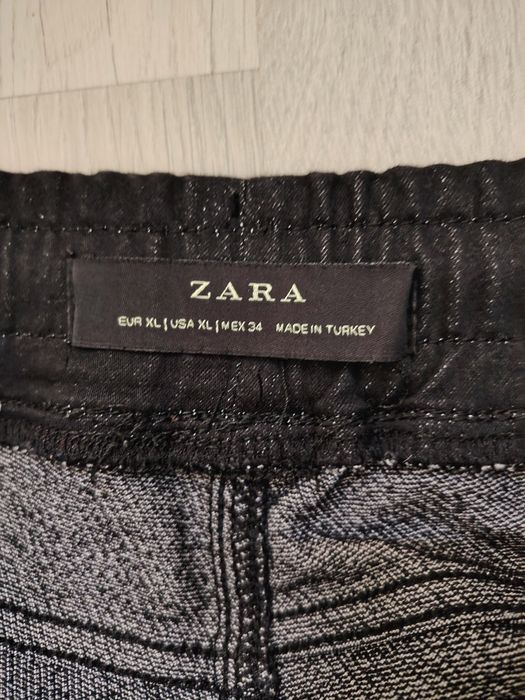 ZARA
EUR XL | USA XL | MEX 34 MADE IN TURKEY